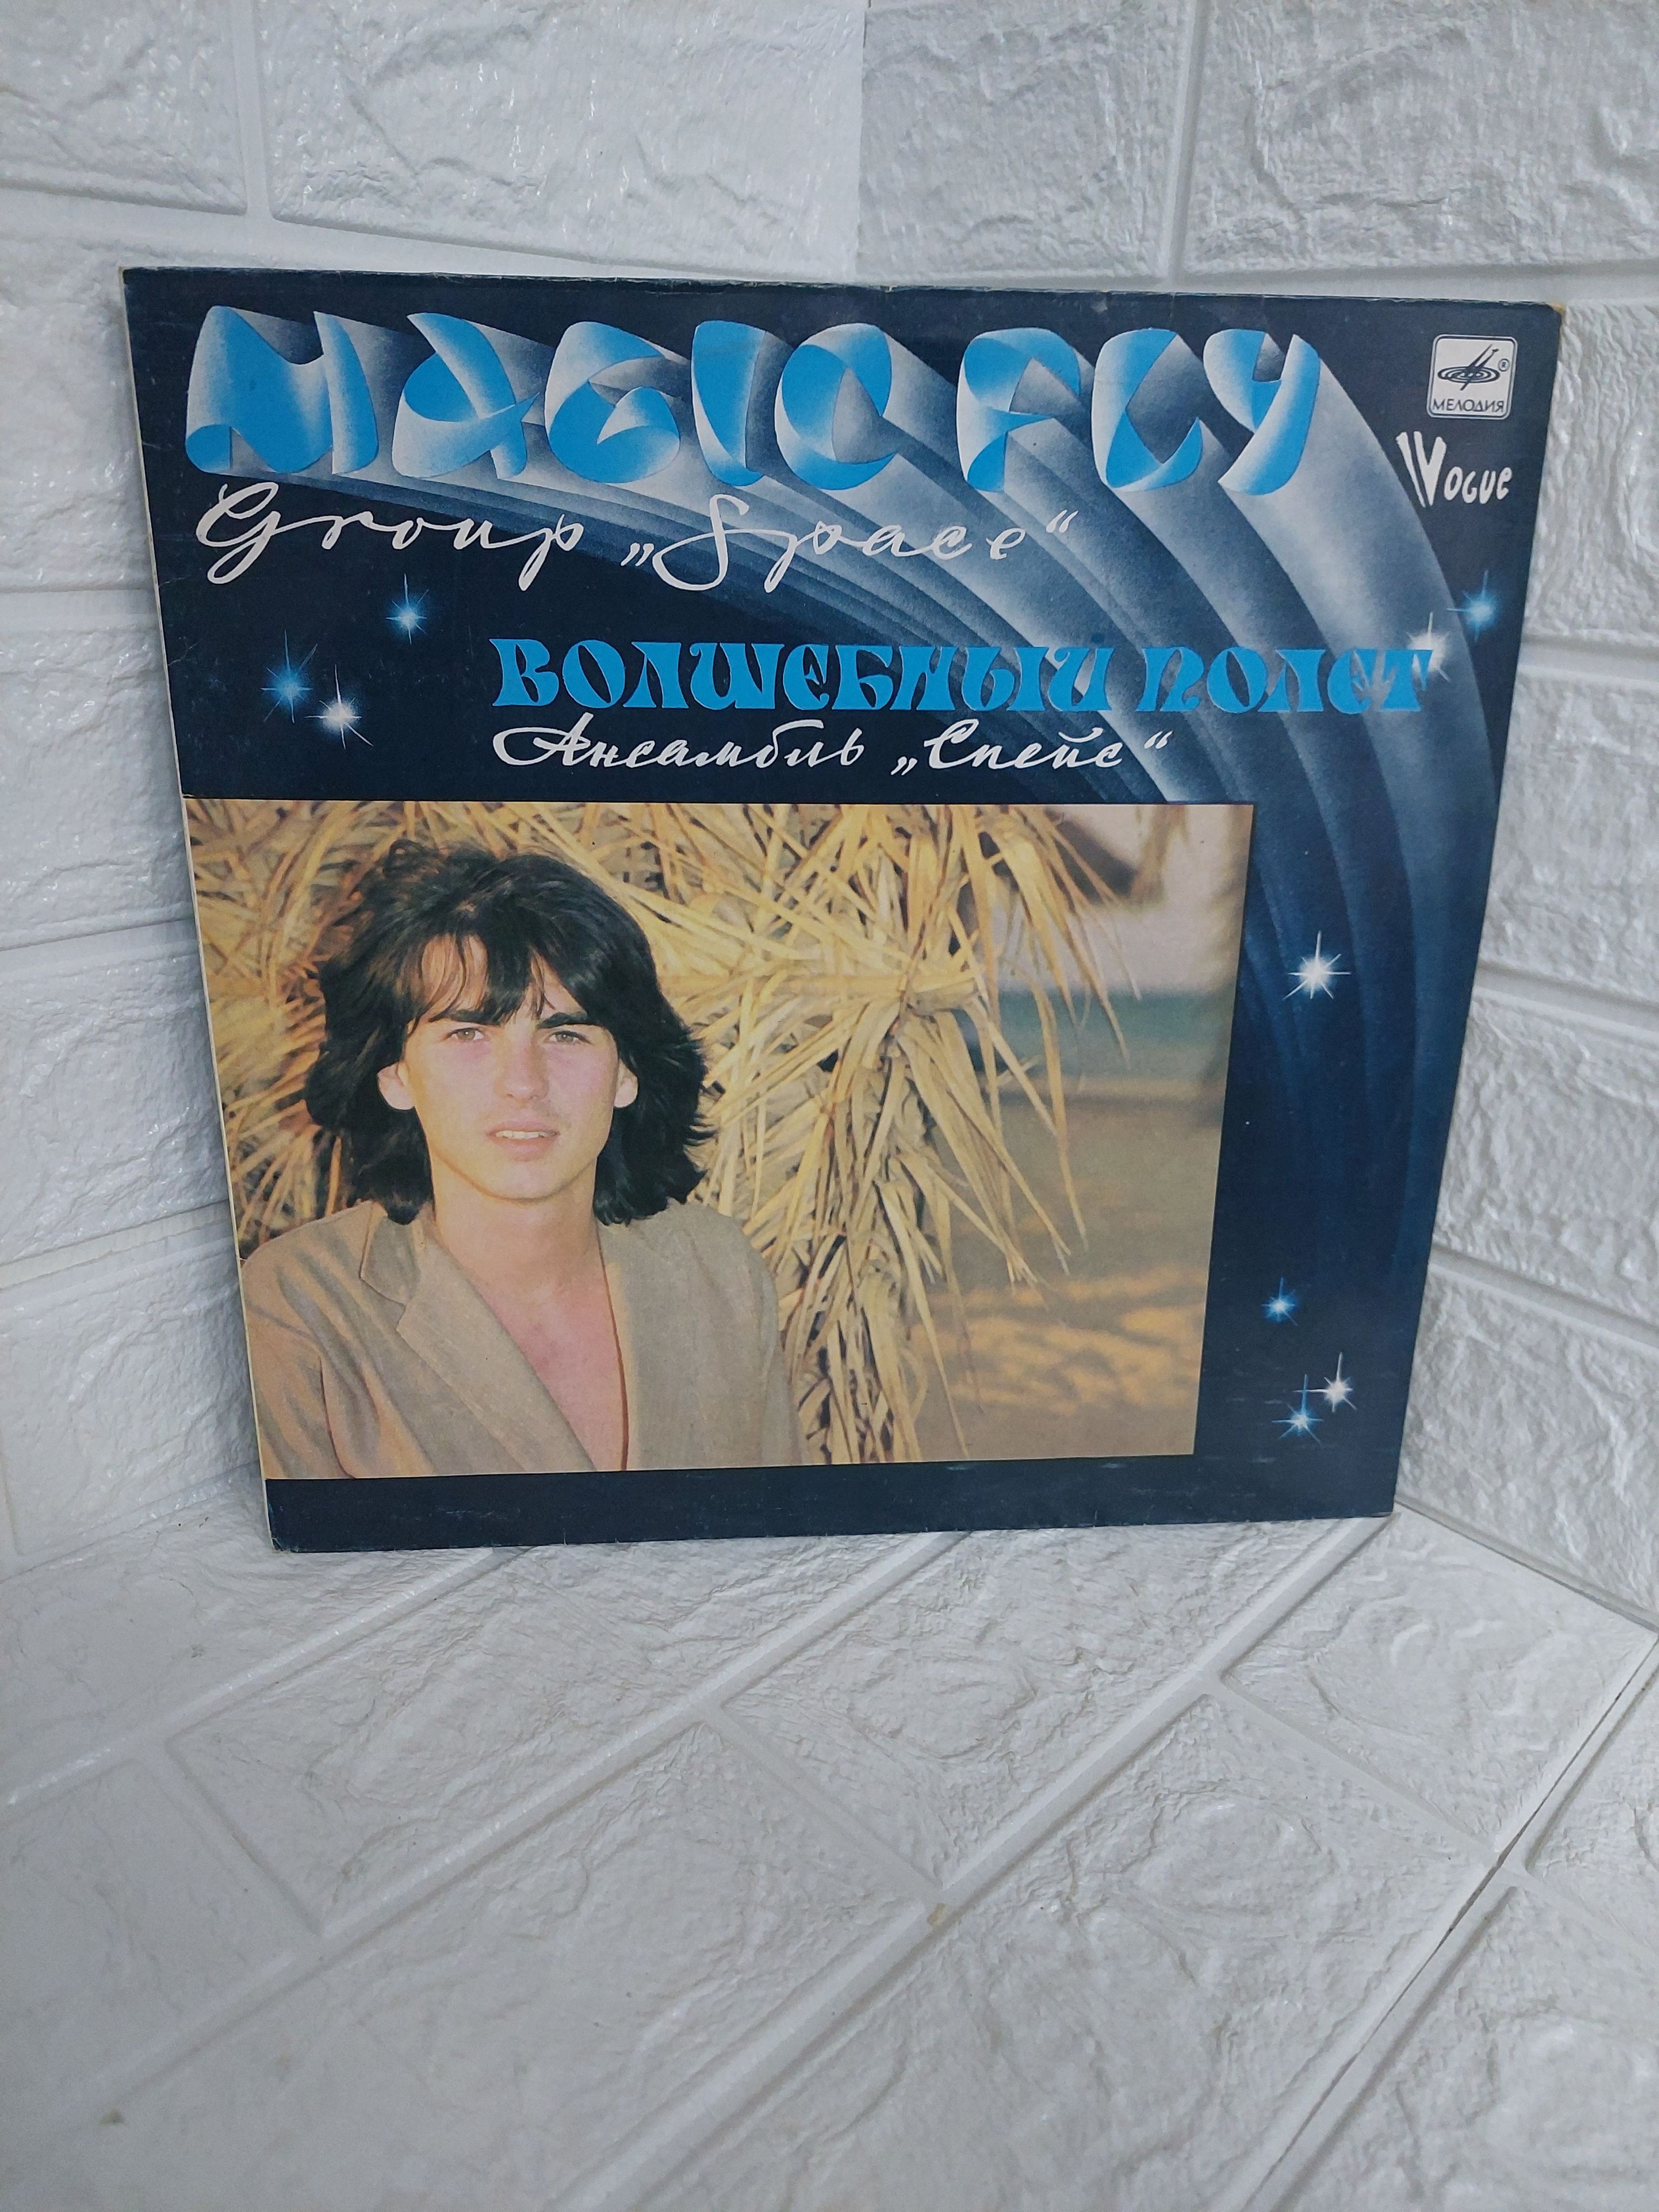 MAGIC FLY
МЕЛОДИЯ
Vogue
Group „Space“
ВОЛШЕБНЫЙ ПОЛЕТ
Ансамбль „Спейс“